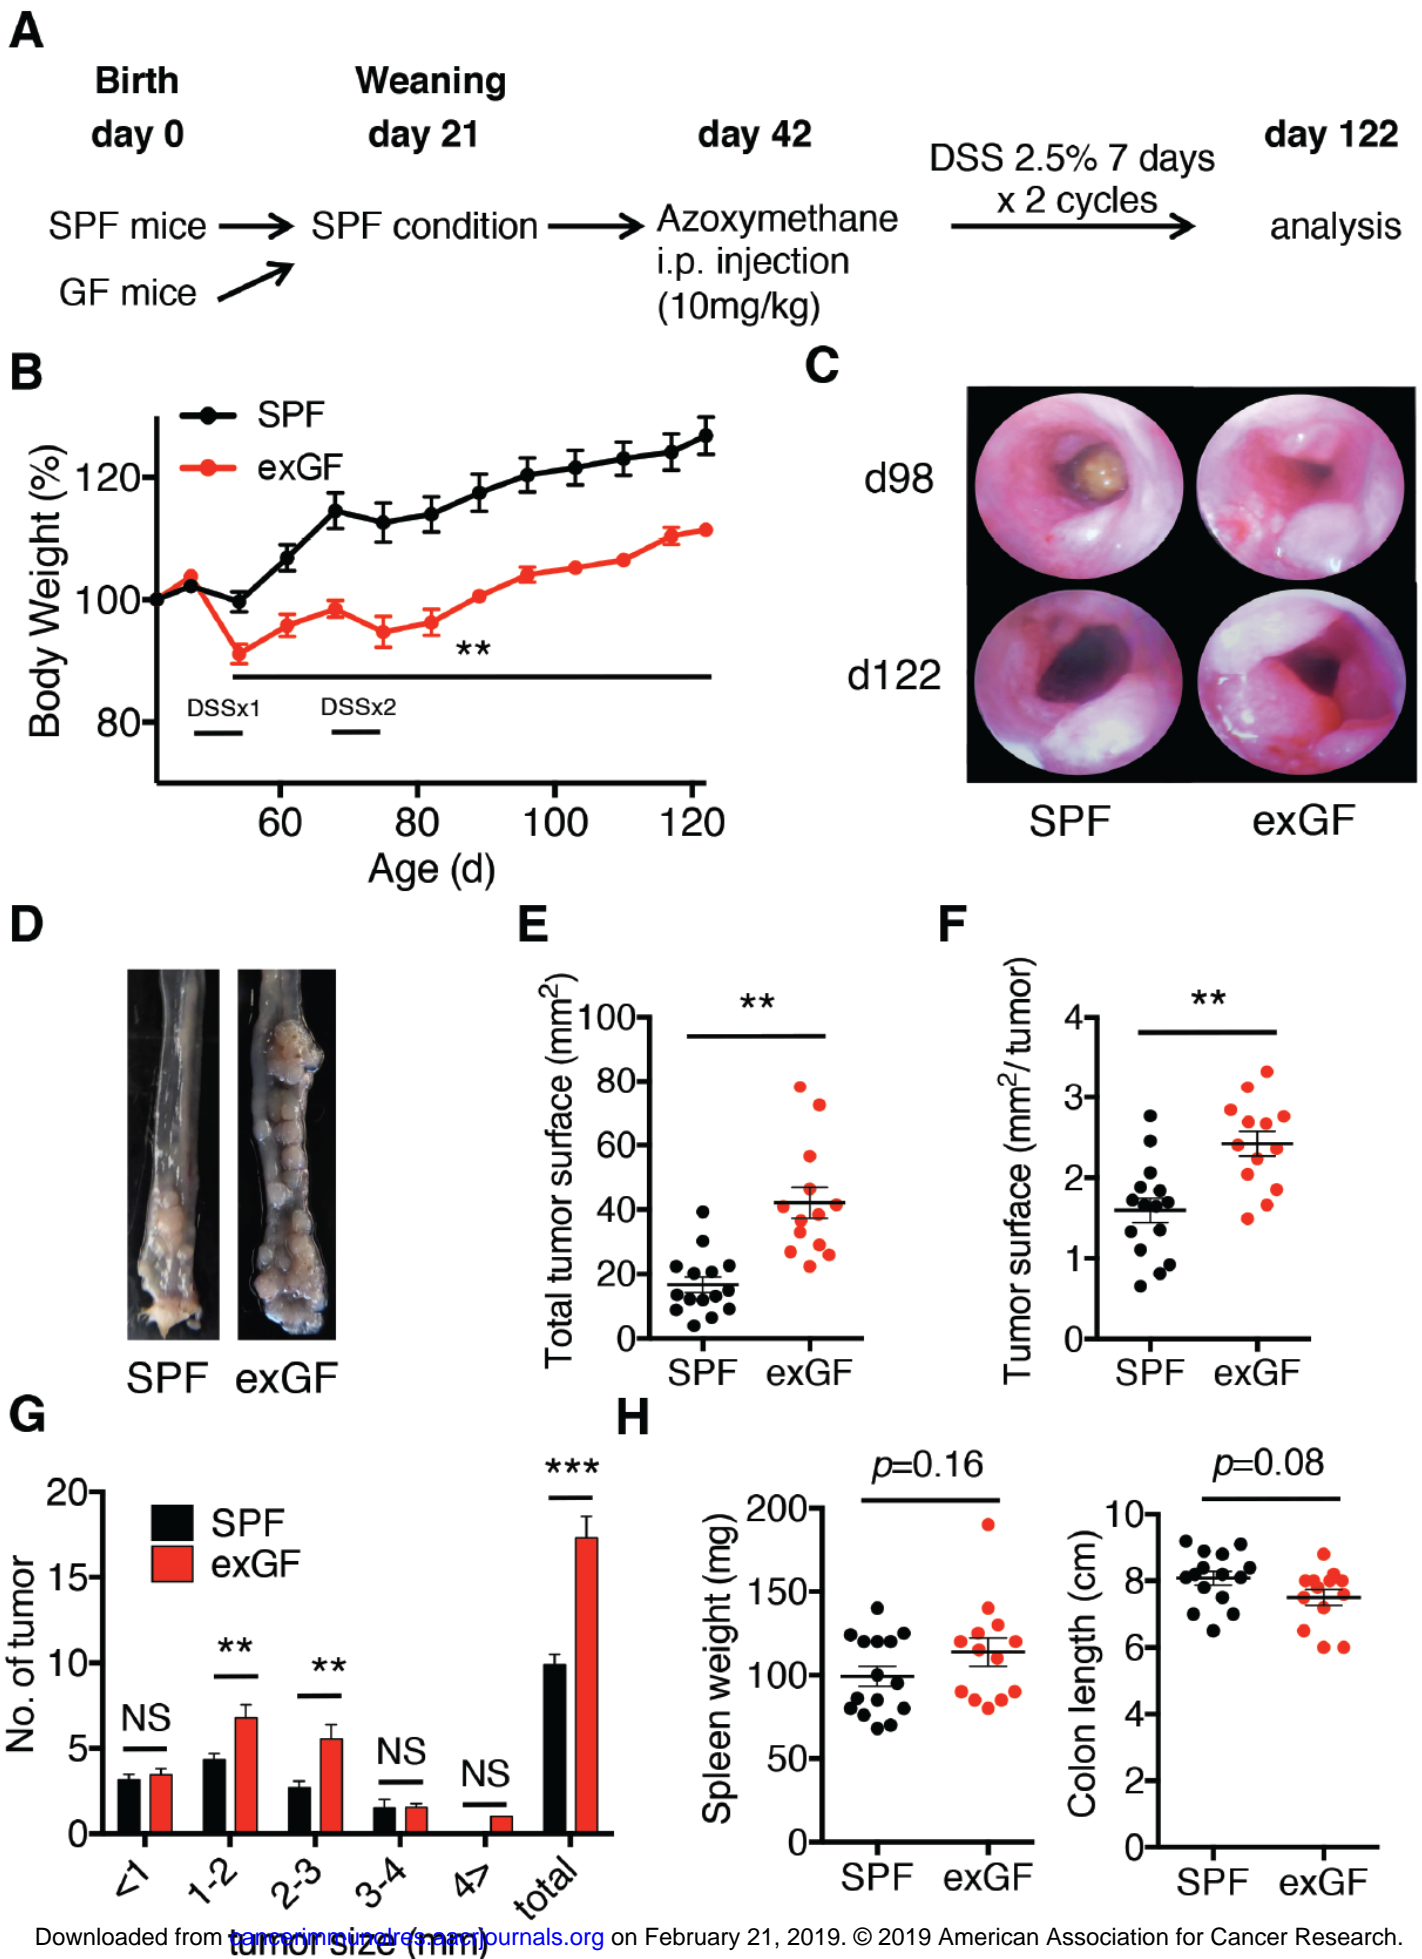 A
Birth
Weaning
day 0
day 21
day 42
DSS 2.5% 7 days
x 2 cycles
day 122
SPF mice
SPF condition
Azoxymethane
i.p. injection
(10mg/kg)
analysis
GF mice
B
SPF
exGF
Body Weight (%)
120
100
80
**
DSSx1
DSSx2
60
80
100
120
Age (d)
C
d98
d122
SPF
exGF
D
SPF
exGF
E
Total tumor surface (mm2)
100
80
60
40
20
0
**
SPF
exGF
F
Tumor surface (mm2/ tumor)
4
3
2
1
0
**
SPF
exGF
G
No. of tumor
20
15
10
5
0
SPF
exGF
NS
**
**
NS
NS
***
<1
1-2
2-3
3-4
4>
total
tumor size (mm)
H
p=0.16
Spleen weight (mg)
200
150
100
50
0
SPF
exGF
p=0.08
Colon length (cm)
10
8
6
4
2
0
SPF
exGF
Downloaded from cancerimmunolres.aacrjournals.org on February 21, 2019. © 2019 American Association for Cancer Research.